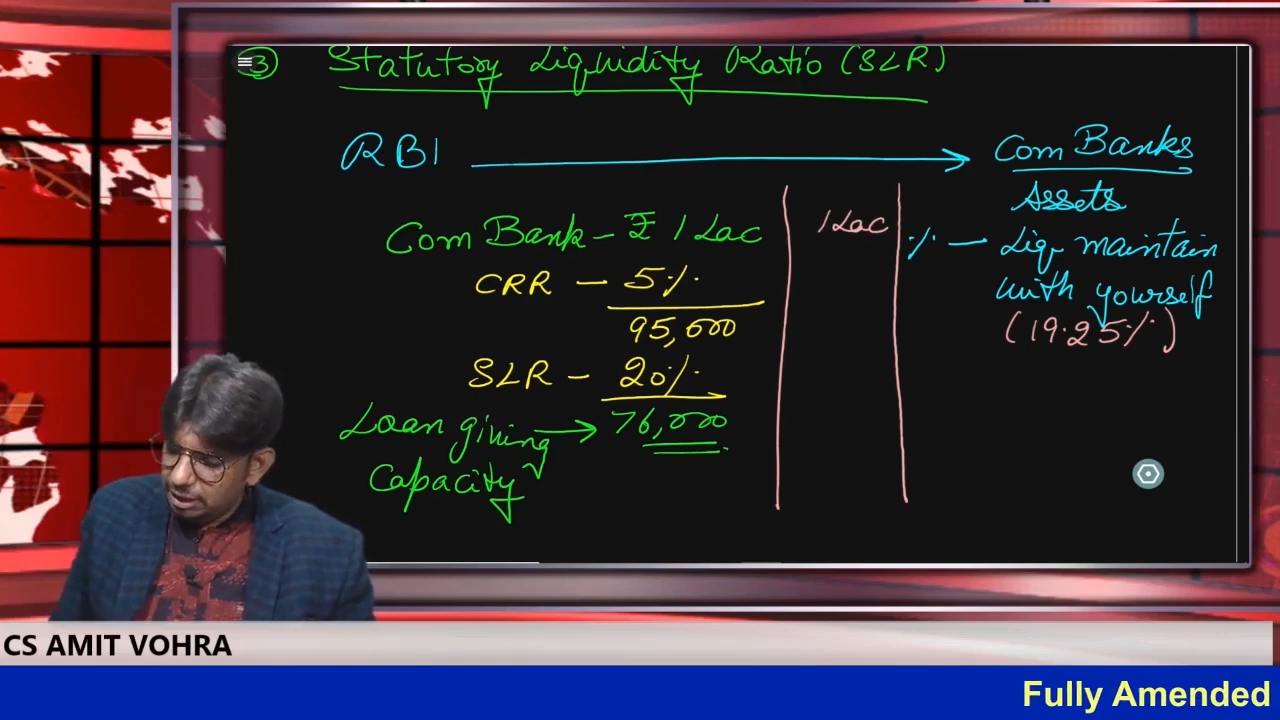 3 Statutory Liquidity Ratio (SLR)
RBI
Com Banks
Assets
Com Bank - ₹ 1 Lac
1 Lac
% - Liq. maintain
with yourself
(19.25%)
CRR - 5%
95,000
SLR - 20%
Loan giving → 76,000
Capacity
CS AMIT VOHRA
Fully Amended